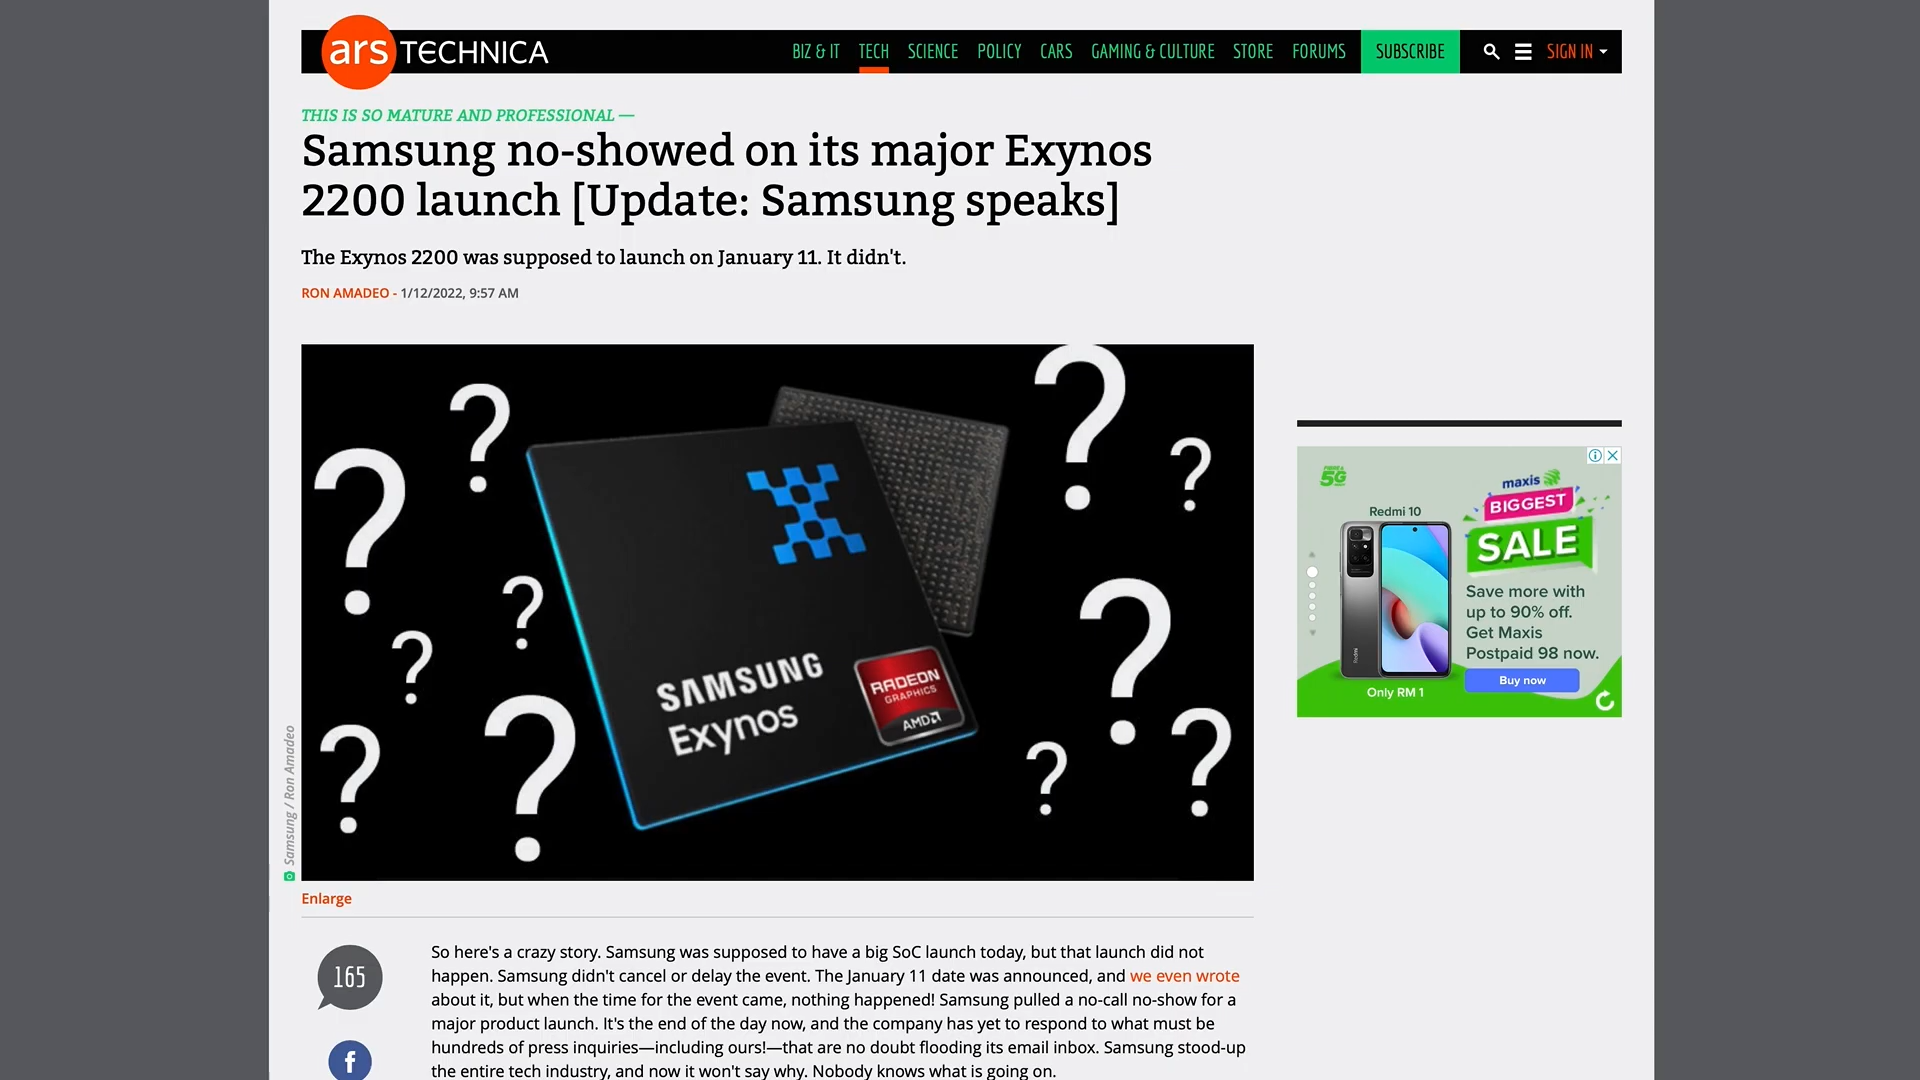 ars TECHNICA
BIZ & IT TECH SCIENCE POLICY CARS GAMING & CULTURE STORE FORUMS SUBSCRIBE SIGN IN
THIS IS SO MATURE AND PROFESSIONAL —
Samsung no-showed on its major Exynos
2200 launch [Update: Samsung speaks]
The Exynos 2200 was supposed to launch on January 11. It didn't.
RON AMADEO - 1/12/2022, 9:57 AM
? ? ? ? ? ? ? ? ? ? ? ?
SAMSUNG
Exynos
RADEON
GRAPHICS
AMD
Samsung / Ron Amadeo
Enlarge
5G
maxis
BIGGEST
SALE
Redmi 10
Redmi
Save more with
up to 90% off.
Get Maxis
Postpaid 98 now.
Buy now
Only RM 1
165
So here's a crazy story. Samsung was supposed to have a big SoC launch today, but that launch did not
happen. Samsung didn't cancel or delay the event. The January 11 date was announced, and we even wrote
about it, but when the time for the event came, nothing happened! Samsung pulled a no-call no-show for a
major product launch. It's the end of the day now, and the company has yet to respond to what must be
hundreds of press inquiries—including ours!—that are no doubt flooding its email inbox. Samsung stood-up
the entire tech industry, and now it won't say why. Nobody knows what is going on.
f